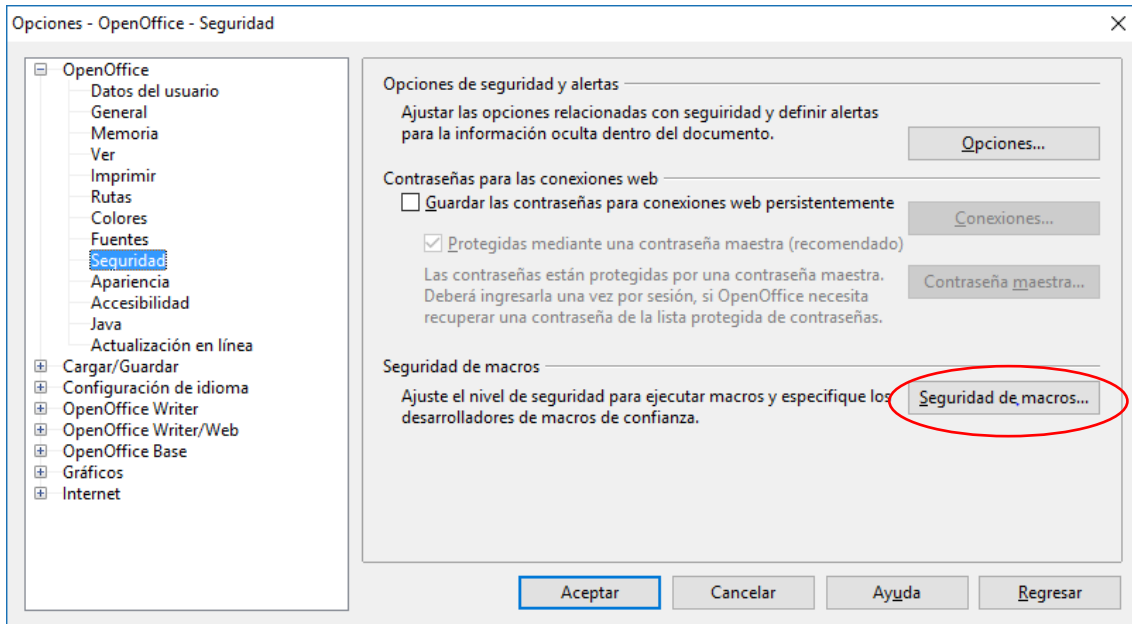 Opciones - OpenOffice - Seguridad
OpenOffice
Datos del usuario
General
Memoria
Ver
Imprimir
Rutas
Colores
Fuentes
Seguridad
Apariencia
Accesibilidad
Java
Actualización en línea
Cargar/Guardar
Configuración de idioma
OpenOffice Writer
OpenOffice Writer/Web
OpenOffice Base
Gráficos
Internet
Opciones de seguridad y alertas
Ajustar las opciones relacionadas con seguiridad y definir alertas
para la información oculta dentro del documento.
Opciones...
Contraseñas para las conexiones web
Guardar las contraseñas para conexiones web persistentemente
Conexiones...
Protegidas mediante una contraseña maestra (recomendado)
Las contraseñas están protegidas por una contraseña maestra.
Deberá ingresarla una vez por sesión, si OpenOffice necesita
recuperar una contraseña de la lista protegida de contraseñas.
Contraseña maestra...
Seguridad de macros
Ajuste el nivel de seguridad para ejecutar macros y especifique los
desarrolladores de macros de confianza.
Seguridad de macros...
Aceptar
Cancelar
Ayuda
Regresar